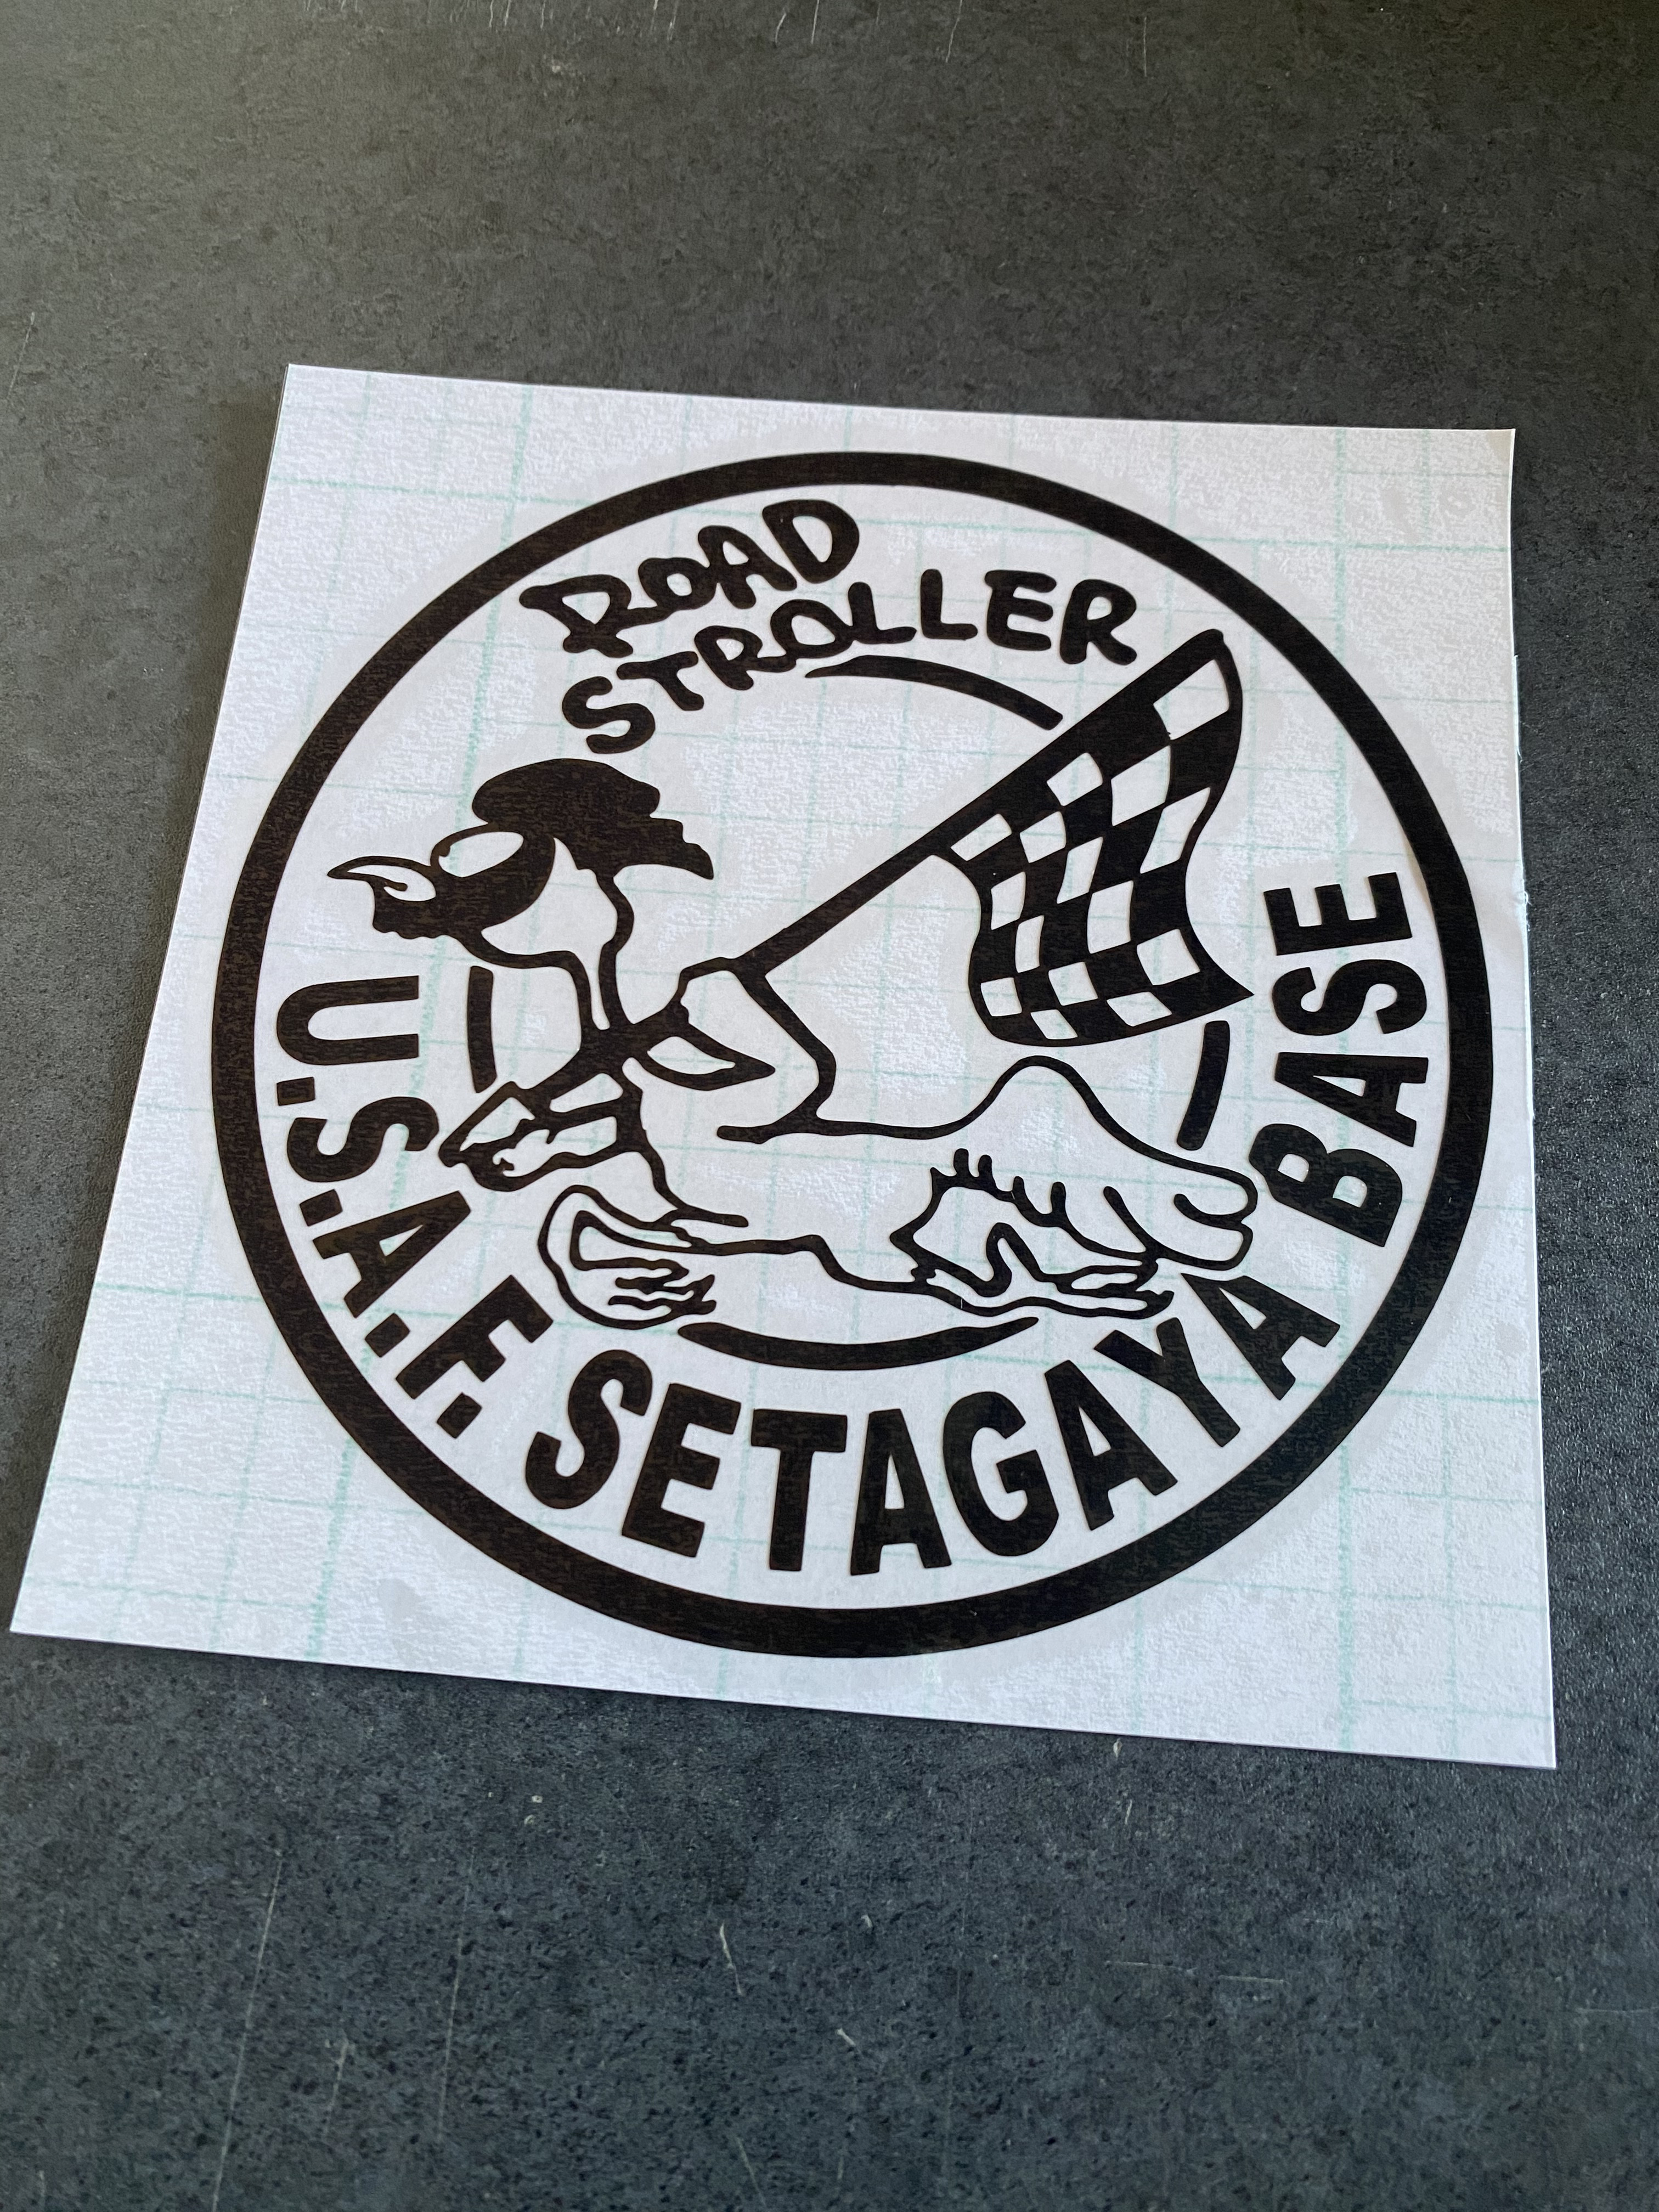 ROAD
STROLLER
U.S.A.F. SETAGAYA BASE